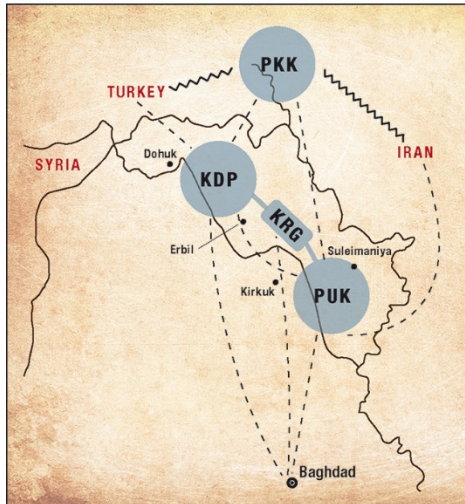 PKK
TURKEY
SYRIA
Dohuk
IRAN
KDP
KRG
Erbil
Suleimaniya
Kirkuk
PUK
Baghdad